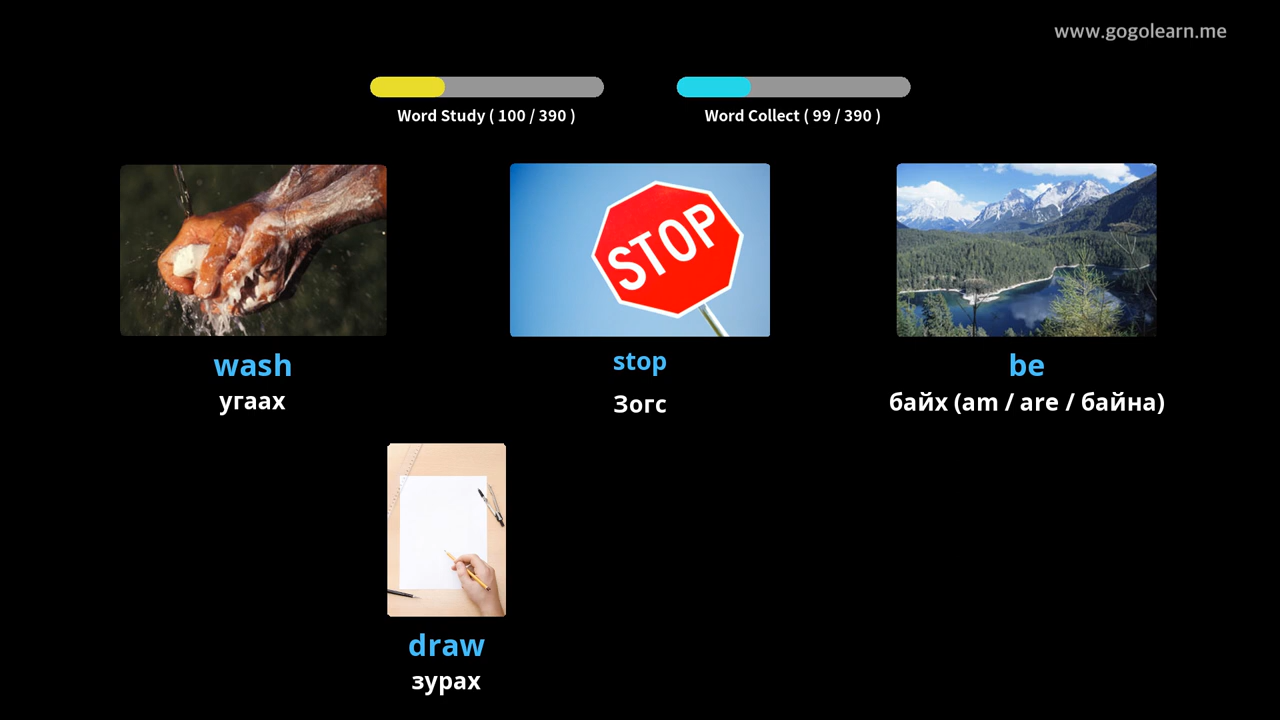 www.gogolearn.me
Word Study ( 100 / 390 )
Word Collect ( 99 / 390 )
STOP
wash
угаах
stop
Зогс
be
байх (am / are / байна)
draw
зурах